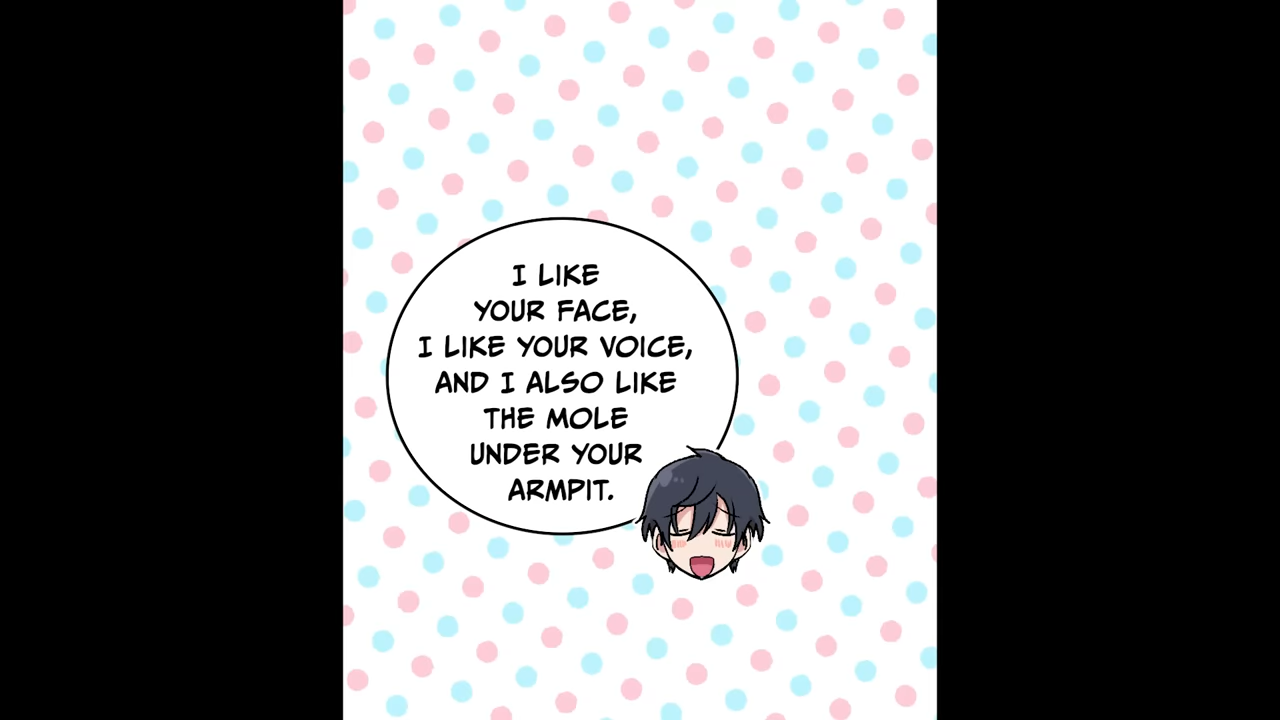 I LIKE
YOUR FACE,
I LIKE YOUR VOICE,
AND I ALSO LIKE
THE MOLE
UNDER YOUR
ARMPIT.